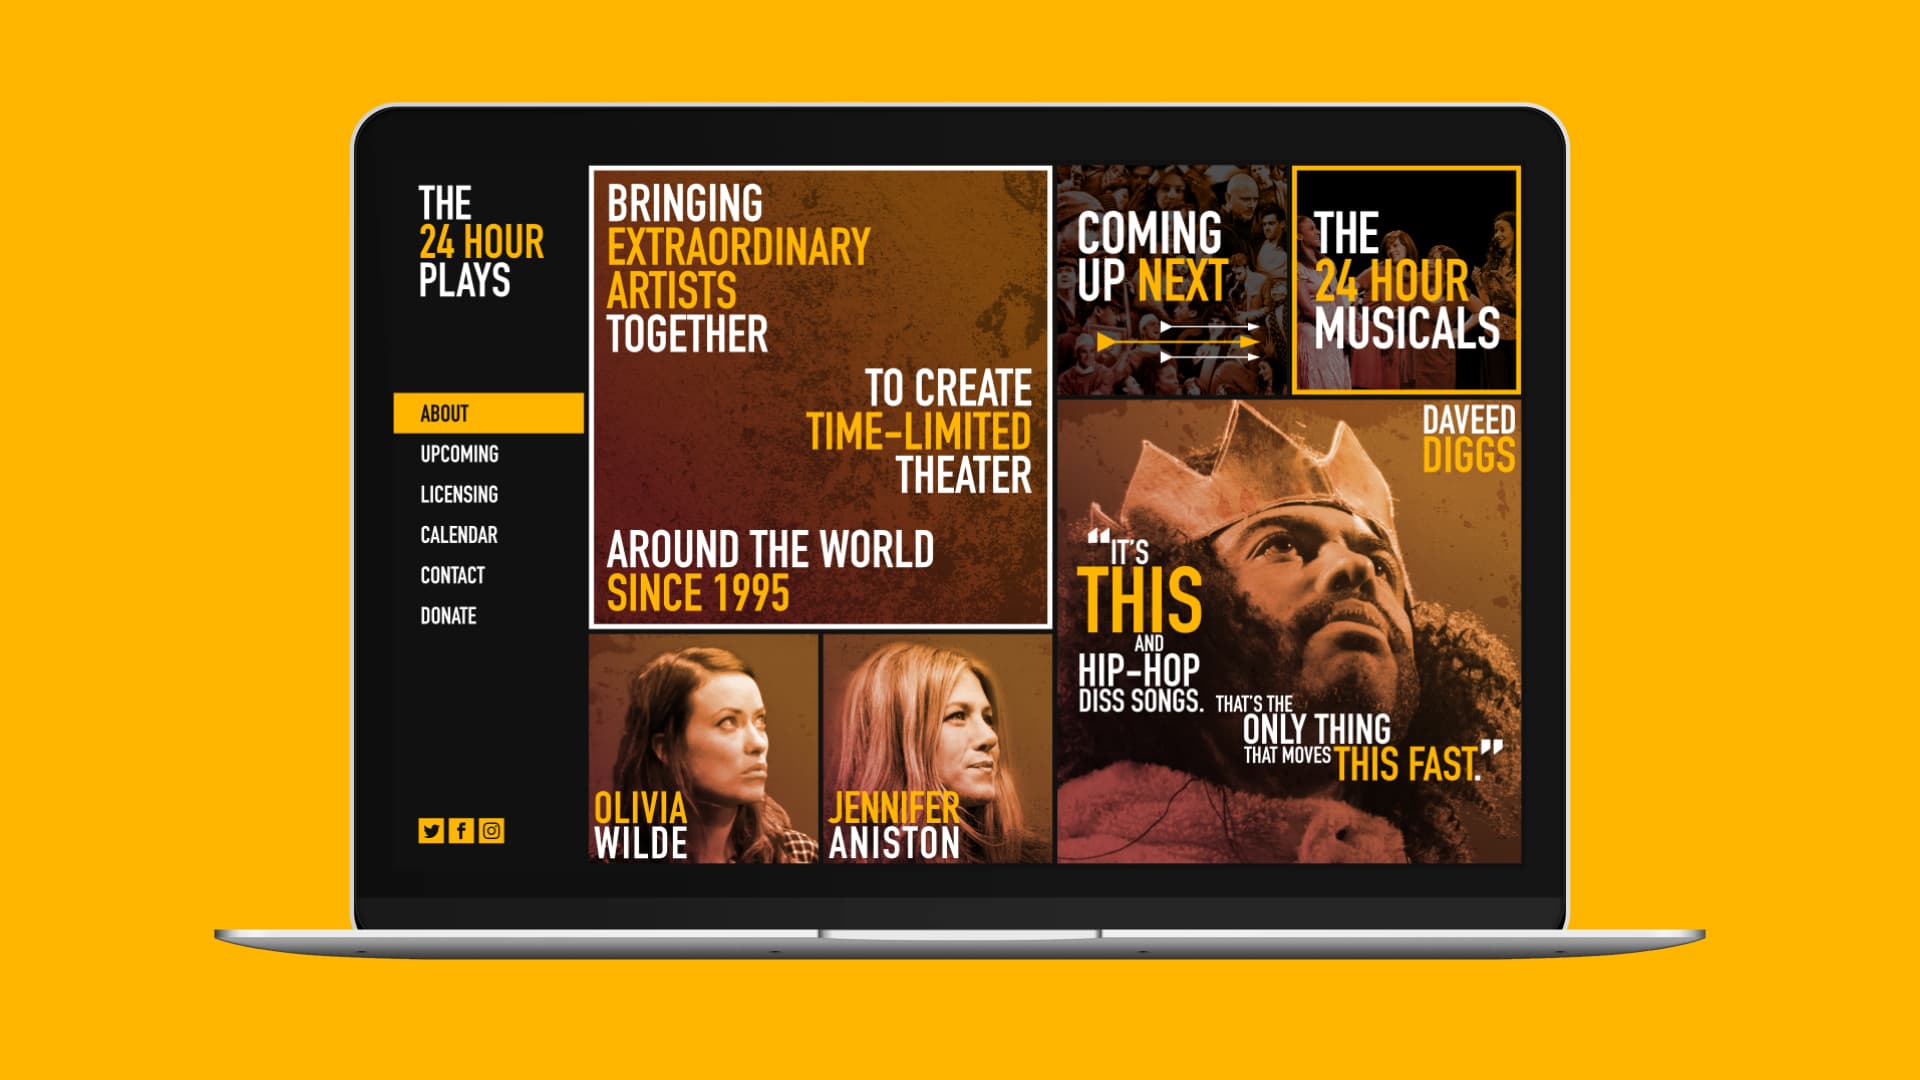 THE
24 HOUR
PLAYS
ABOUT
UPCOMING
LICENSING
CALENDAR
CONTACT
DONATE
BRINGING
EXTRAORDINARY
ARTISTS
TOGETHER
TO CREATE
TIME-LIMITED
THEATER
AROUND THE WORLD
SINCE 1995
OLIVIA
WILDE
JENNIFER
ANISTON
COMING
UP NEXT
THE
24 HOUR
MUSICALS
DAVEED
DIGGS
“IT’S
THIS
AND
HIP-HOP
DISS SONGS.
THAT’S THE
ONLY THING
THAT MOVES THIS FAST.”